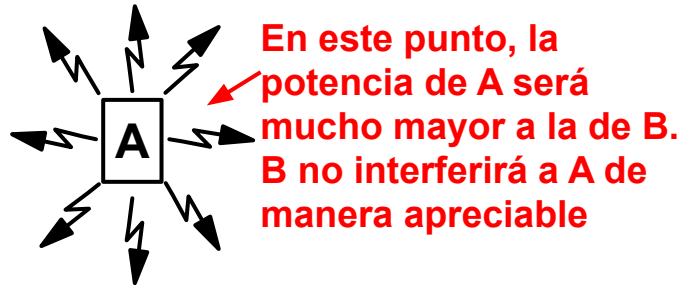 En este punto, la
potencia de A será
mucho mayor a la de B.
A
B no interferirá a A de
manera apreciable